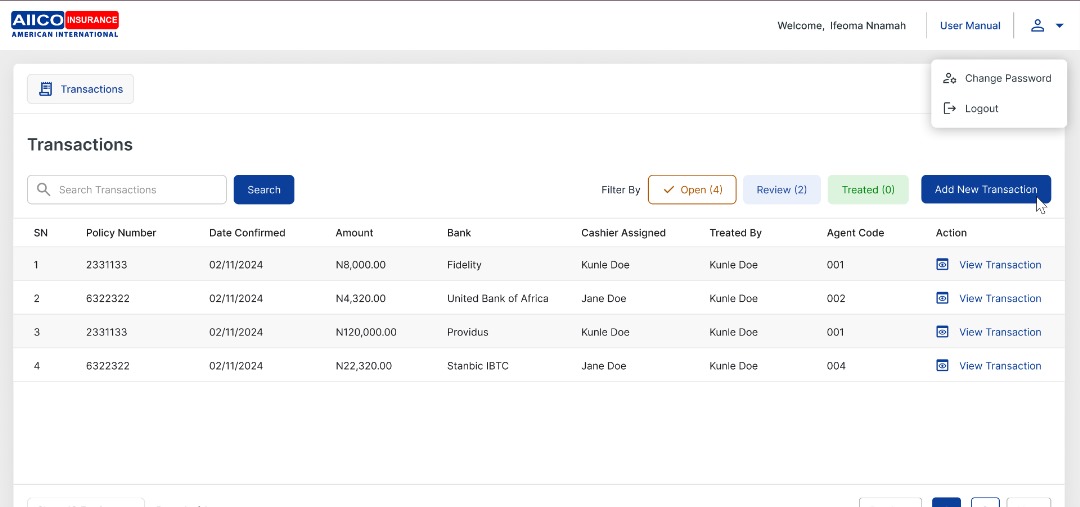 AIICO INSURANCE
AMERICAN INTERNATIONAL
Welcome, Ifeoma Nnamah
User Manual
Change Password
Logout
Transactions
Transactions
Search Transactions
Search
Filter By
Open (4)
Review (2)
Treated (0)
Add New Transaction
SN Policy Number Date Confirmed Amount Bank Cashier Assigned Treated By Agent Code Action
1 2331133 02/11/2024 N8,000.00 Fidelity Kunle Doe Kunle Doe 001 View Transaction
2 6322322 02/11/2024 N4,320.00 United Bank of Africa Jane Doe Kunle Doe 002 View Transaction
3 2331133 02/11/2024 N120,000.00 Providus Kunle Doe Kunle Doe 001 View Transaction
4 6322322 02/11/2024 N22,320.00 Stanbic IBTC Jane Doe Kunle Doe 004 View Transaction